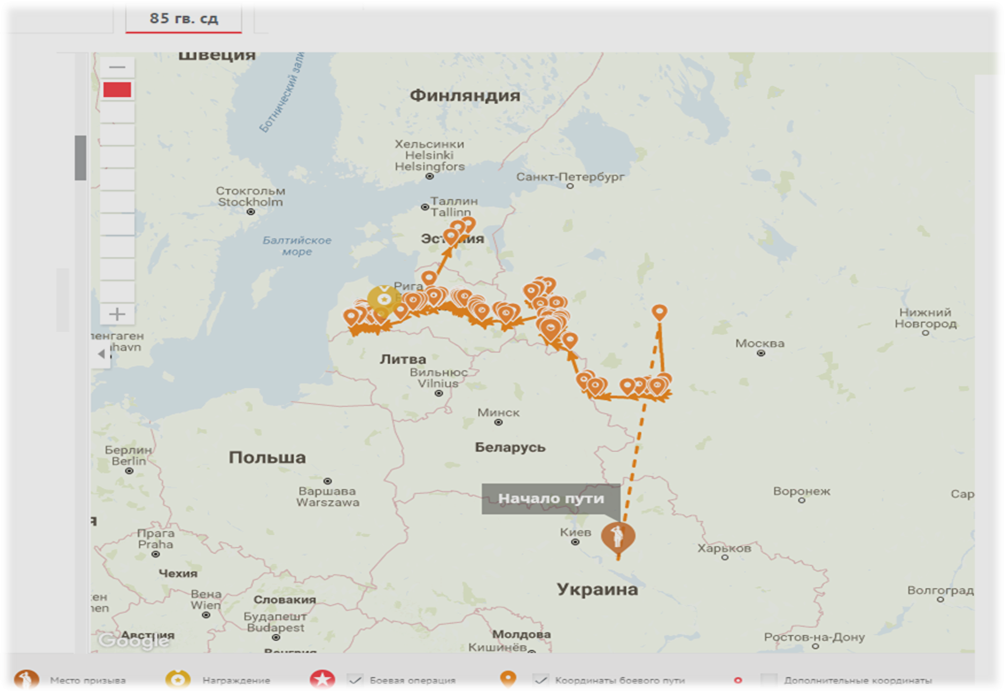 85 гв. сд
Швеция
Ботнический зали
Финляндия
Хельсинки
Helsinki
Helsingfors
Санкт-Петербург
Стокгольм
Stockholm
Таллин
Tallinn
Балтийское
море
Рига
Нижний
Новгород
Москва
Литва
Вильнюс
Vilnius
Минск
Беларусь
Берлин
Berlin
Польша
Варшава
Warszawa
Начало пути
Воронеж
Сар
Киев
Харьков
Прага
Praha
Чехия
Украина
Вена
Wien
Словакия
Волгоград
Будапешт
Budapest
Австрия
Google
Молдова
Кишинёв
Ростов-на-Дону
Место призыва
Награждение
Боевая операция
Координаты боевого пути
Дополнительные координаты